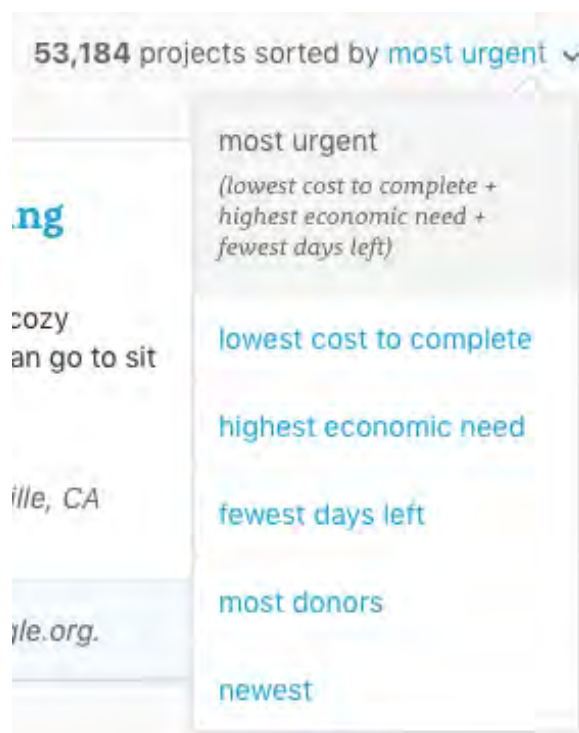 53,184 projects sorted by most urgent
most urgent
(lowest cost to complete +
highest economic need +
fewest days left)
ng
cozy
an go to sit
lowest cost to complete
highest economic need
ille, CA
fewest days left
most donors
gle.org.
newest